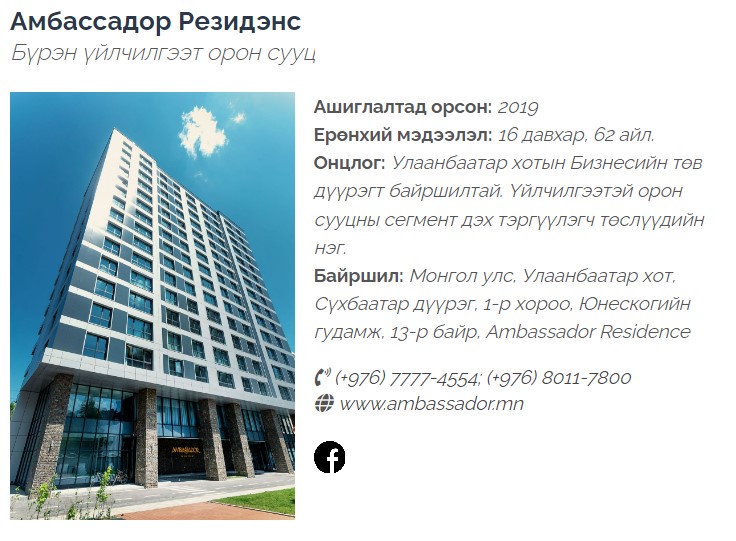 Амбассадор Резидэнс
Бүрэн үйлчилгээт орон сууц
Ашиглалтад орсон: 2019
Ерөнхий мэдээлэл: 16 давхар, 62 айл.
Онцлог: Улаанбаатар хотын Бизнесийн төв
дүүрэгт байршилтай. Үйлчилгээтэй орон
сууцны сегмент дэх тэргүүлэгч төслүүдийн
нэг.
Байршил: Монгол улс, Улаанбаатар хот,
Сүхбаатар дүүрэг, 1-р хороо, Юнескогийн
гудамж, 13-р байр, Ambassador Residence
(+976) 7777-4554; (+976) 8011-7800
www.ambassador.mn
AMBASSADOR